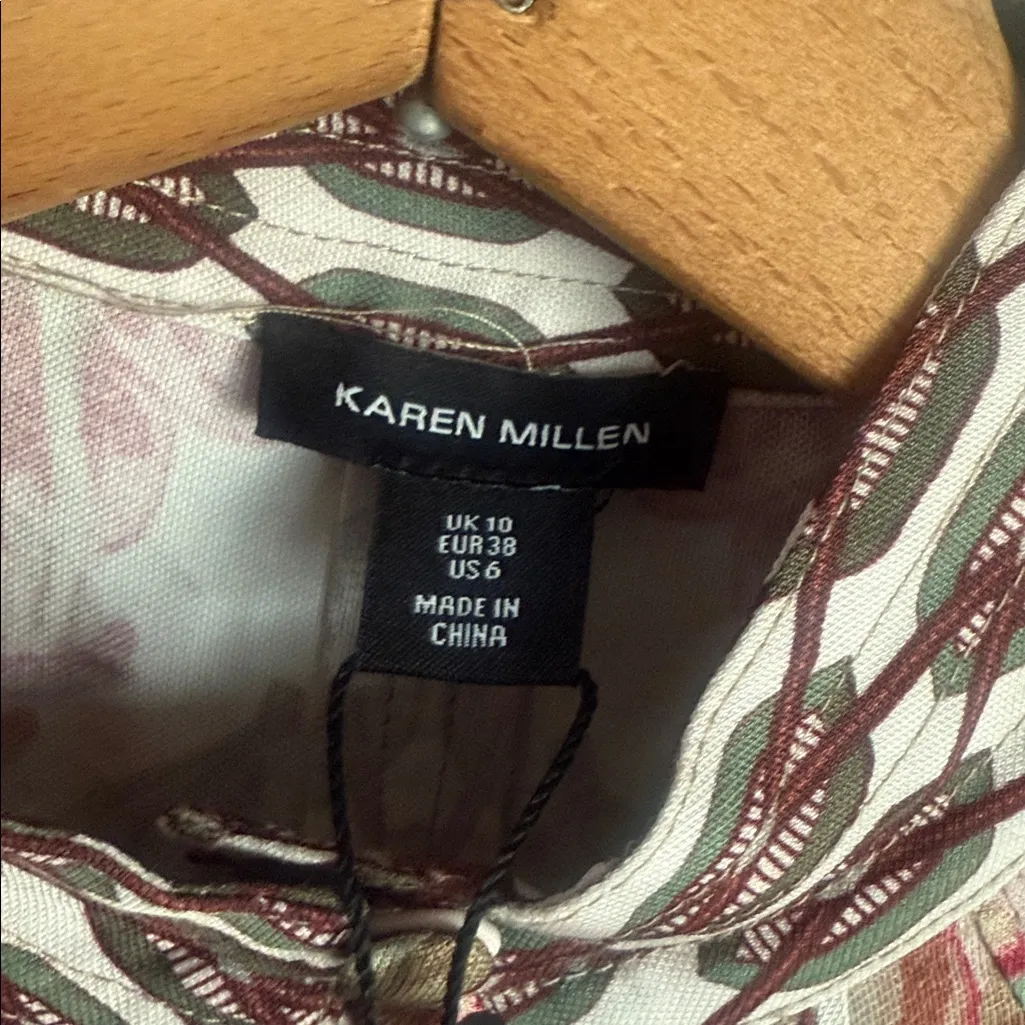 KAREN MILLEN
UK 10
EUR 38
US 6
MADE IN
CHINA